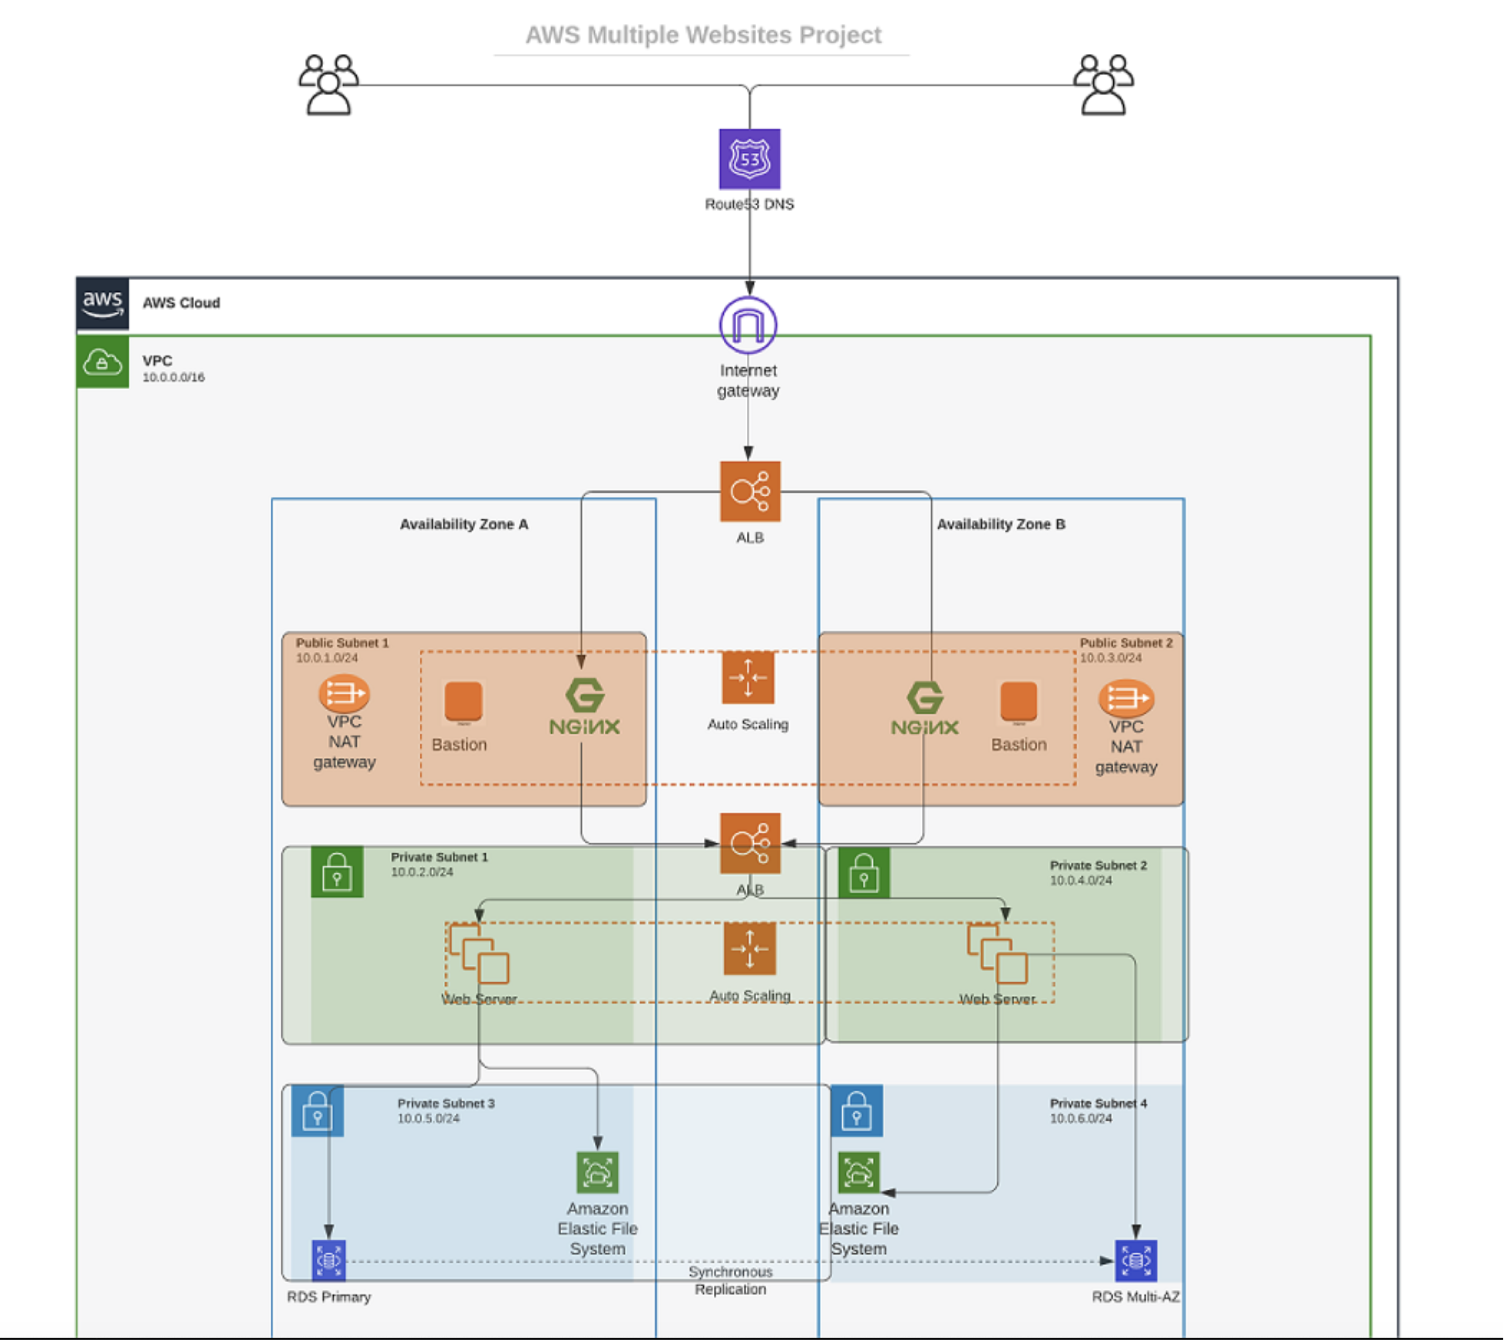 AWS Multiple Websites Project
53
Route53 DNS
aws
AWS Cloud
VPC
10.0.0.0/16
Internet
gateway
ALB
Availability Zone A
Availability Zone B
Public Subnet 1
10.0.1.0/24
Public Subnet 2
10.0.3.0/24
VPC
NAT
gateway
Bastion
NGINX
Auto Scaling
NGINX
Bastion
VPC
NAT
gateway
ALB
Private Subnet 1
10.0.2.0/24
Private Subnet 2
10.0.4.0/24
Web Server
Auto Scaling
Web Server
Private Subnet 3
10.0.5.0/24
Private Subnet 4
10.0.6.0/24
Amazon
Elastic File
System
Amazon
Elastic File
System
Synchronous
Replication
RDS Primary
RDS Multi-AZ